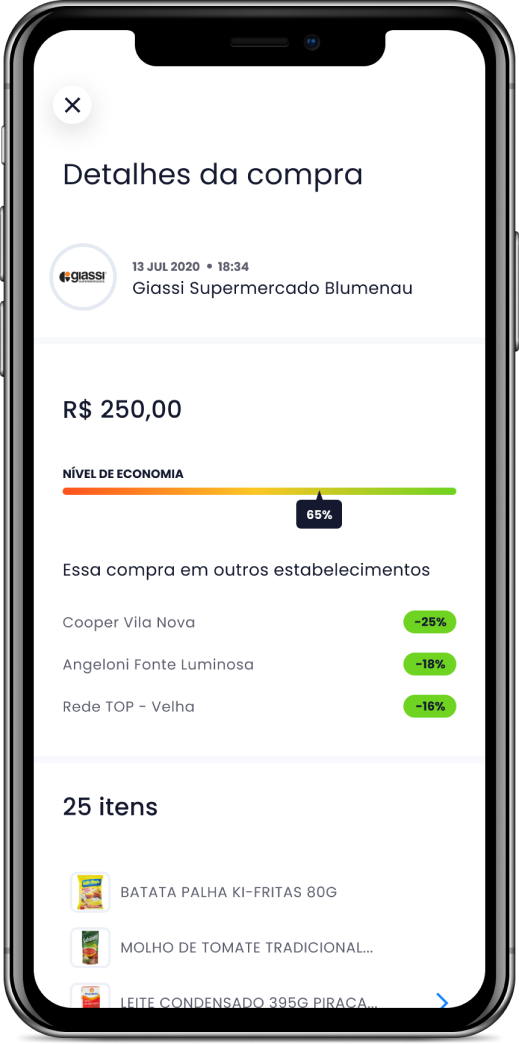 Detalhes da compra
giassi
13 JUL 2020 • 18:34
Giassi Supermercado Blumenau
R$ 250,00
NÍVEL DE ECONOMIA
65%
Essa compra em outros estabelecimentos
Cooper Vila Nova
-25%
Angeloni Fonte Luminosa
-18%
Rede TOP - Velha
-16%
25 itens
BATATA PALHA KI-FRITAS 80G
MOLHO DE TOMATE TRADICIONAL...
LEITE CONDENSADO 395G PIRACA...